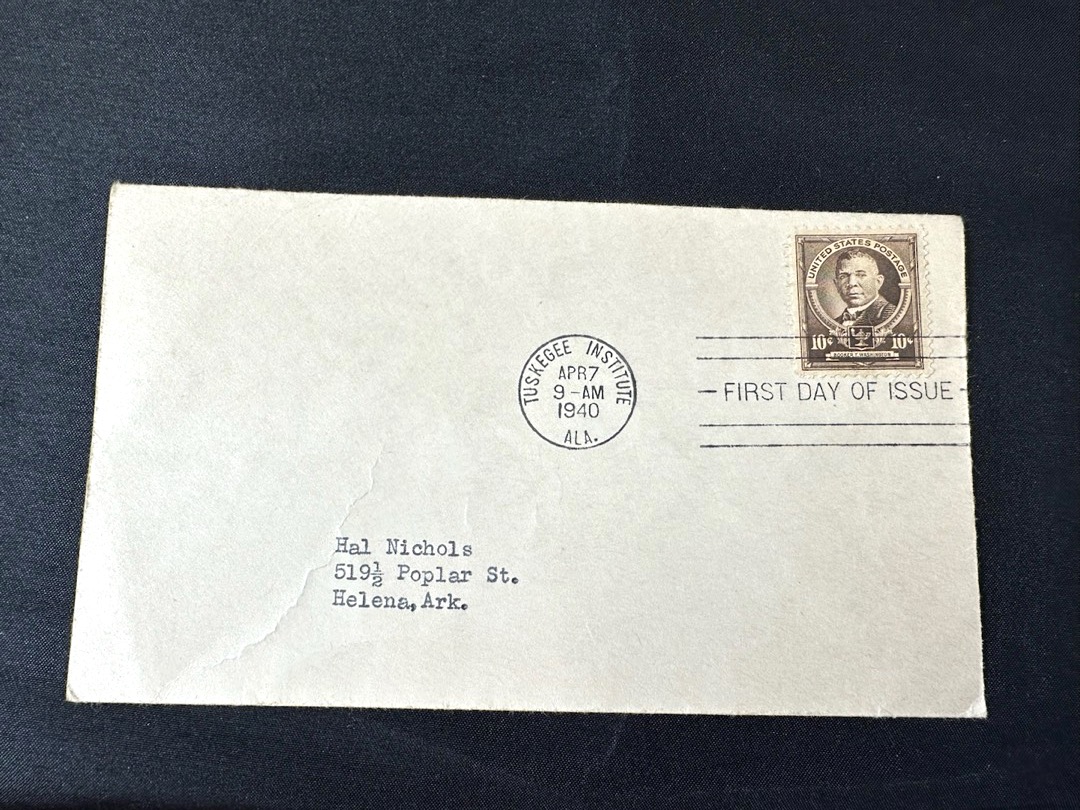 UNITED STATES POSTAGE
10¢ 10¢
BOOKER T. WASHINGTON
TUSKEGEE INSTITUTE
APR 7
9-AM
1940
ALA.
FIRST DAY OF ISSUE
Hal Nichols
519½ Poplar St.
Helena, Ark.